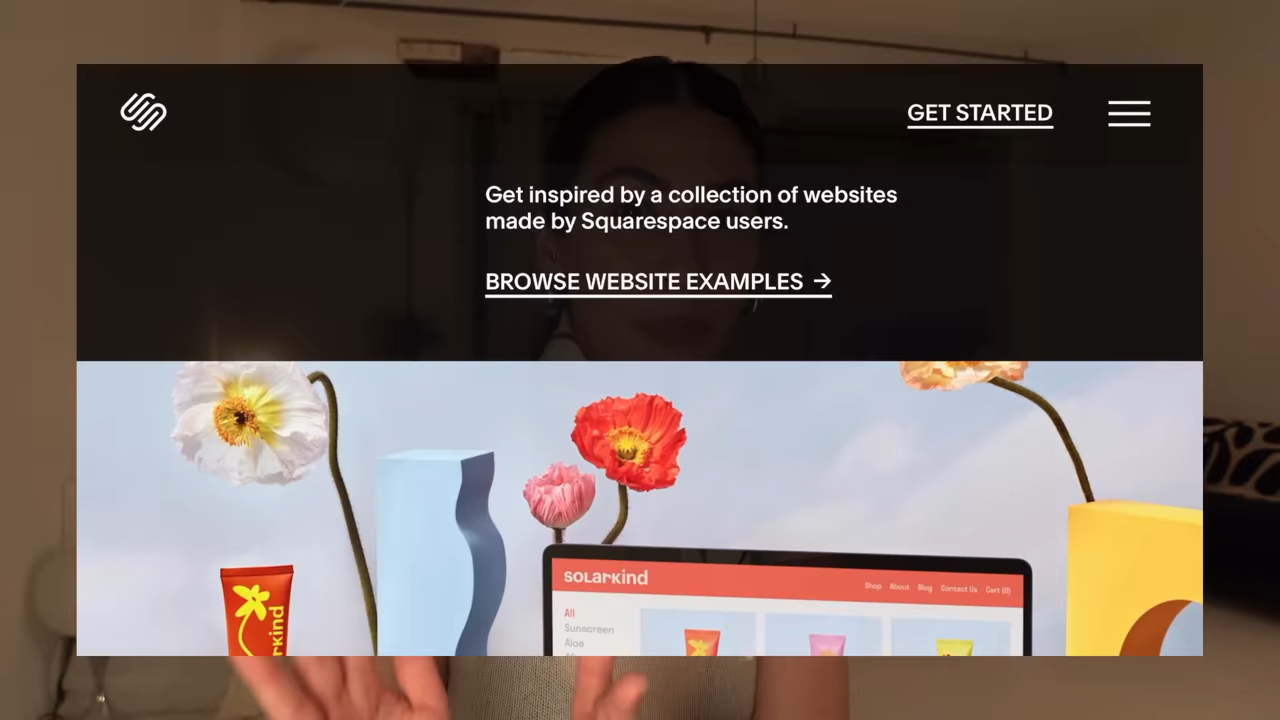 GET STARTED
Get inspired by a collection of websites
made by Squarespace users.
BROWSE WEBSITE EXAMPLES →
solarkind
Shop About Blog Contact Us Cart (0)
All
Sunscreen
Aloe